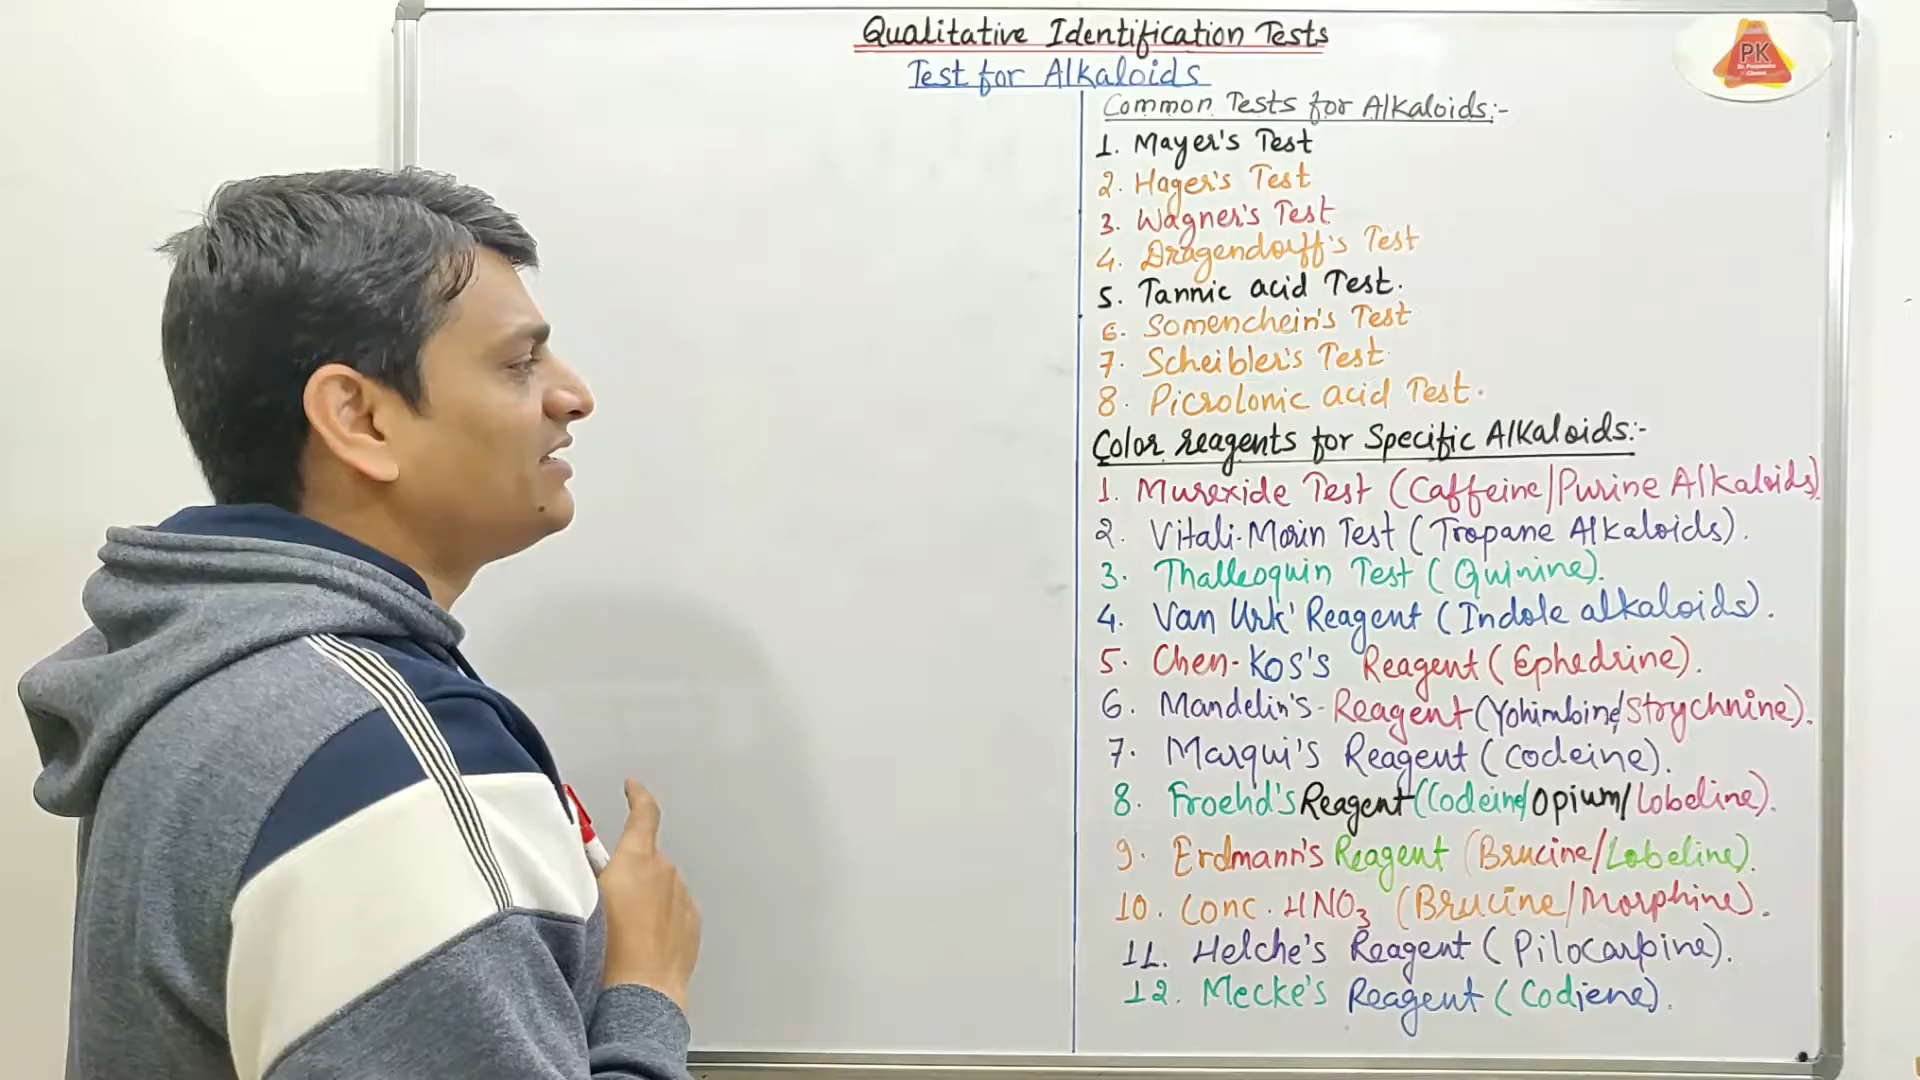 Qualitative Identification Tests
Test for Alkaloids
PK
Common Tests for Alkaloids:-
1. Mayer's Test
2. Hager's Test
3. Wagner's Test
4. Dragendorff's Test
5. Tannic acid Test.
6. Somenchein's Test
7. Scheibler's Test
8. Picrolonic acid Test.
Color reagents for Specific Alkaloids:-
1. Murexide Test (Caffeine/Purine Alkaloids)
2. Vitali-Morin Test (Tropane Alkaloids).
3. Thalleoquin Test (Quinine).
4. Van Urk' Reagent (Indole alkaloids).
5. Chen-Kos's Reagent (Ephedrine).
6. Mandelin's-Reagent (Yohimbine/Strychnine).
7. Marqui's Reagent (Codeine).
8. Froehd's Reagent (Codeine/Opium/Lobeline).
9. Erdmann's Reagent (Brucine/Lobeline).
10. Conc. HNO3 (Brucine/Morphine).
11. Helche's Reagent (Pilocarpine).
12. Mecke's Reagent (Codiene).